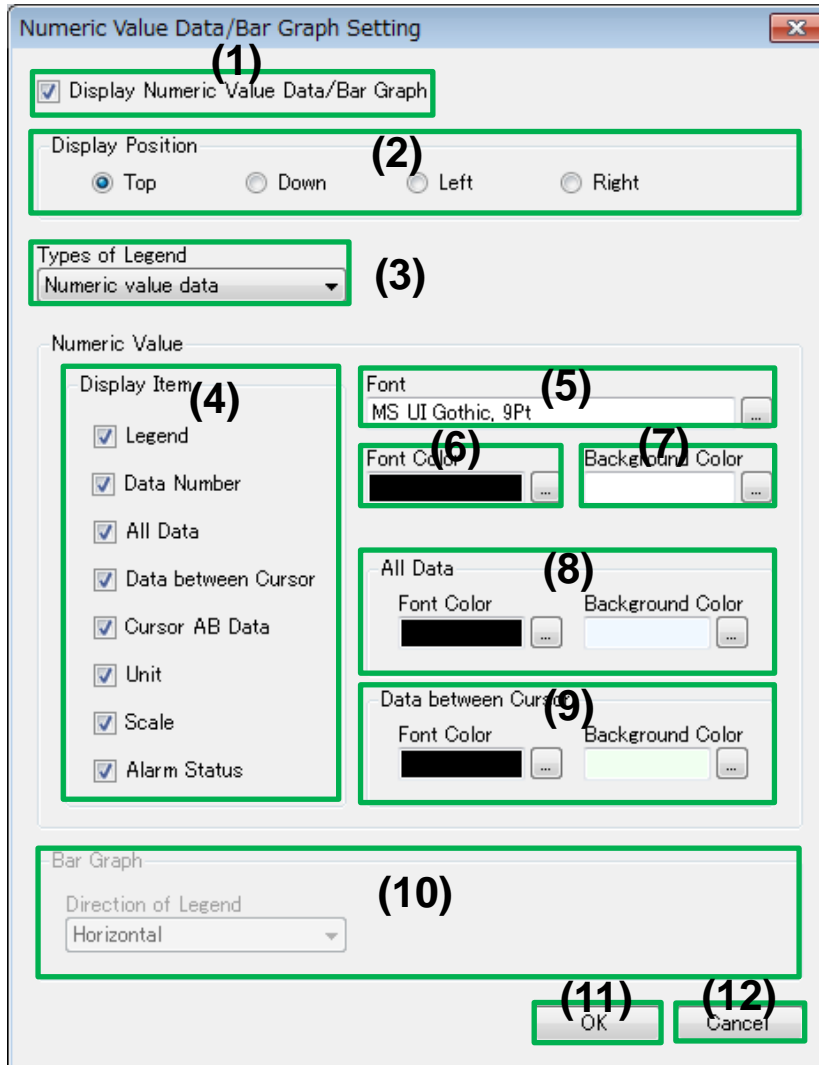 Numeric Value Data/Bar Graph Setting
(1)
Display Numeric Value Data/Bar Graph
Display Position
(2)
Top Down Left Right
Types of Legend
Numeric value data
(3)
Numeric Value
Display Item
(4)
Legend
Data Number
All Data
Data between Cursor
Cursor AB Data
Unit
Scale
Alarm Status
Font
(5)
MS UI Gothic, 9Pt
...
Font Color
(6)
...
Background Color
(7)
...
All Data
(8)
Font Color Background Color
... ...
Data between Cursor
(9)
Font Color Background Color
... ...
Bar Graph
(10)
Direction of Legend
Horizontal
(11)
OK
(12)
Cancel